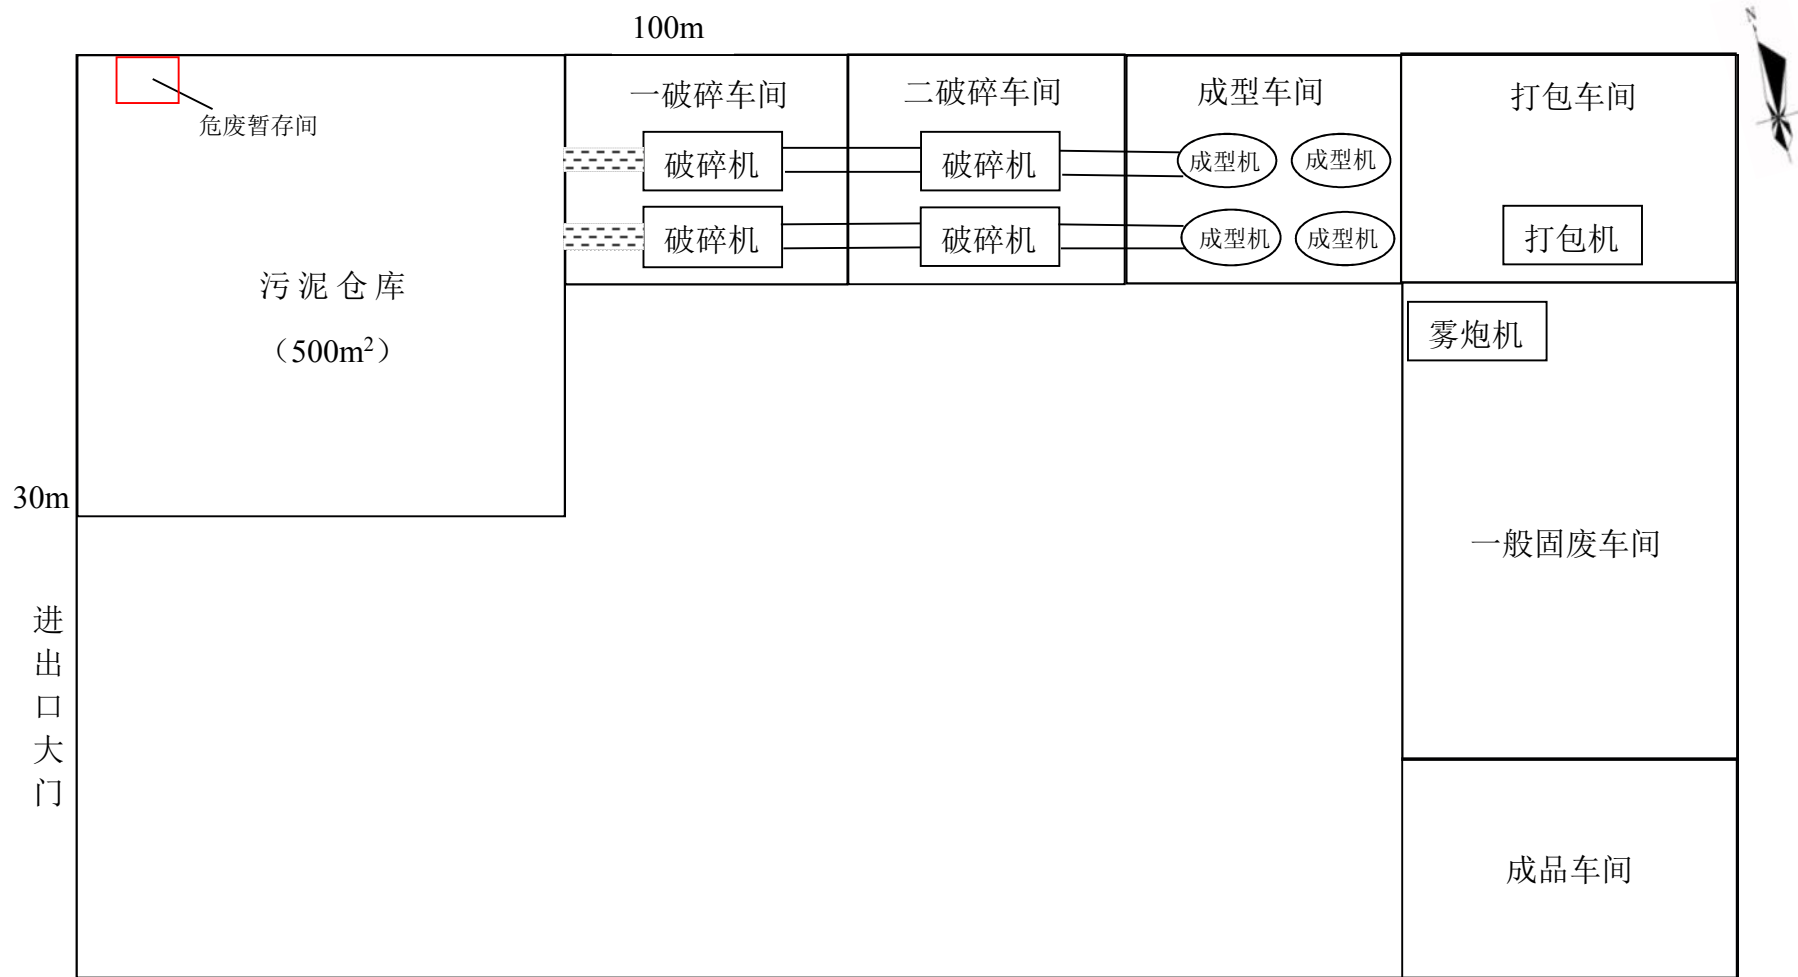 100m
N
一破碎车间
二破碎车间
成型车间
打包车间
危废暂存间
破碎机
破碎机
成型机
成型机
破碎机
破碎机
成型机
成型机
打包机
污泥仓库
（500m²）
雾炮机
30m
一般固废车间
进出口大门
成品车间